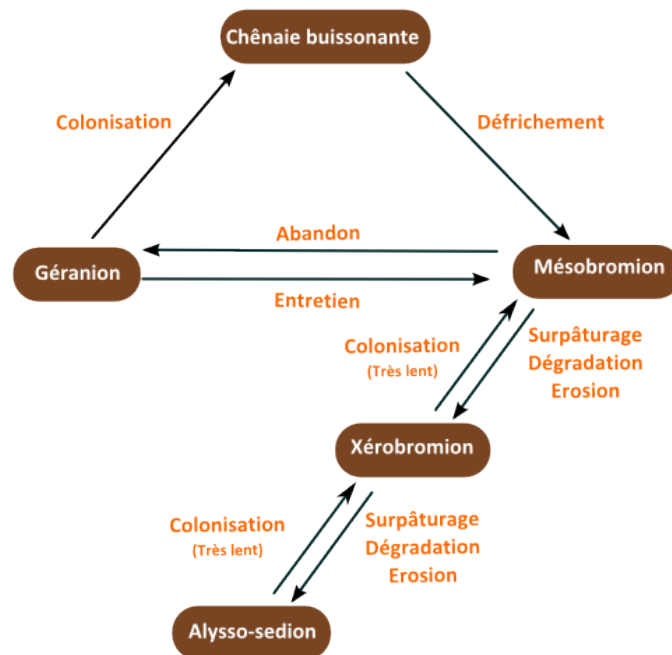 Chênaie buissonante
Colonisation
Défrichement
Abandon
Géranion
Mésobromion
Entretien
Colonisation
(Très lent)
Surpâturage
Dégradation
Erosion
Xérobromion
Colonisation
(Très lent)
Surpâturage
Dégradation
Erosion
Alysso-sedion